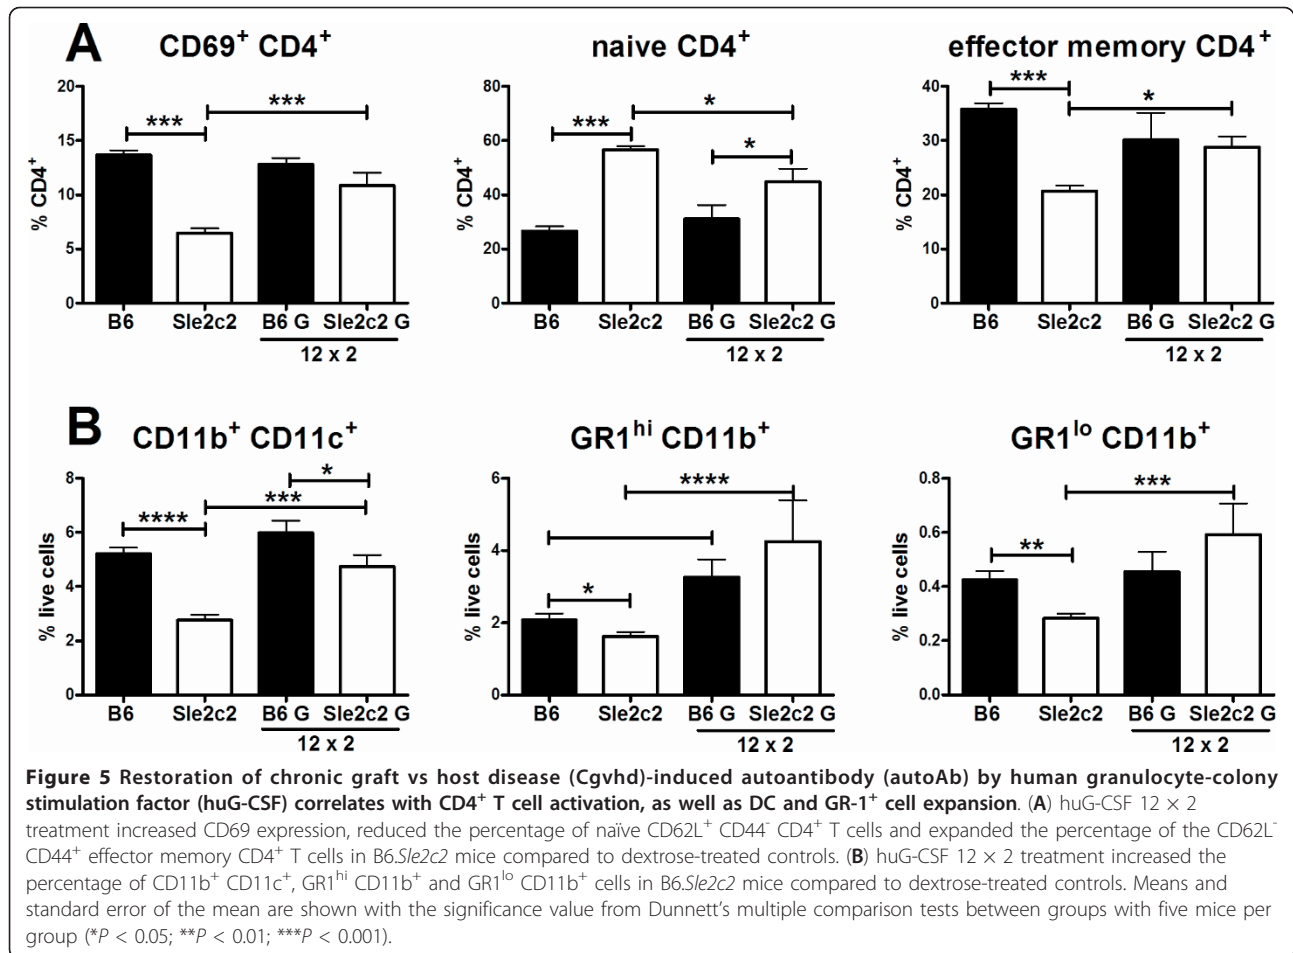 A
CD69⁺ CD4⁺
naive CD4⁺
effector memory CD4⁺
20
15
10
5
0
% CD4⁺
***
***
B6
Sle2c2
B6 G
Sle2c2 G
12 x 2
80
60
40
20
0
% CD4⁺
***
*
*
B6
Sle2c2
B6 G
Sle2c2 G
12 x 2
40
30
20
10
0
% CD4⁺
***
*
B6
Sle2c2
B6 G
Sle2c2 G
12 x 2
B
CD11b⁺ CD11c⁺
GR1ʰⁱ CD11b⁺
GR1ˡᵒ CD11b⁺
8
6
4
2
0
% live cells
****
***
*
B6
Sle2c2
B6 G
Sle2c2 G
12 x 2
6
4
2
0
% live cells
*
****
B6
Sle2c2
B6 G
Sle2c2 G
12 x 2
0.8
0.6
0.4
0.2
0.0
% live cells
**
***
B6
Sle2c2
B6 G
Sle2c2 G
12 x 2
Figure 5 Restoration of chronic graft vs host disease (Cgvhd)-induced autoantibody (autoAb) by human granulocyte-colony
stimulation factor (huG-CSF) correlates with CD4⁺ T cell activation, as well as DC and GR-1⁺ cell expansion. (A) huG-CSF 12 × 2
treatment increased CD69 expression, reduced the percentage of naïve CD62L⁺ CD44⁻ CD4⁺ T cells and expanded the percentage of the CD62L⁻
CD44⁺ effector memory CD4⁺ T cells in B6.Sle2c2 mice compared to dextrose-treated controls. (B) huG-CSF 12 × 2 treatment increased the
percentage of CD11b⁺ CD11c⁺, GR1ʰⁱ CD11b⁺ and GR1ˡᵒ CD11b⁺ cells in B6.Sle2c2 mice compared to dextrose-treated controls. Means and
standard error of the mean are shown with the significance value from Dunnett's multiple comparison tests between groups with five mice per
group (*P < 0.05; **P < 0.01; ***P < 0.001).